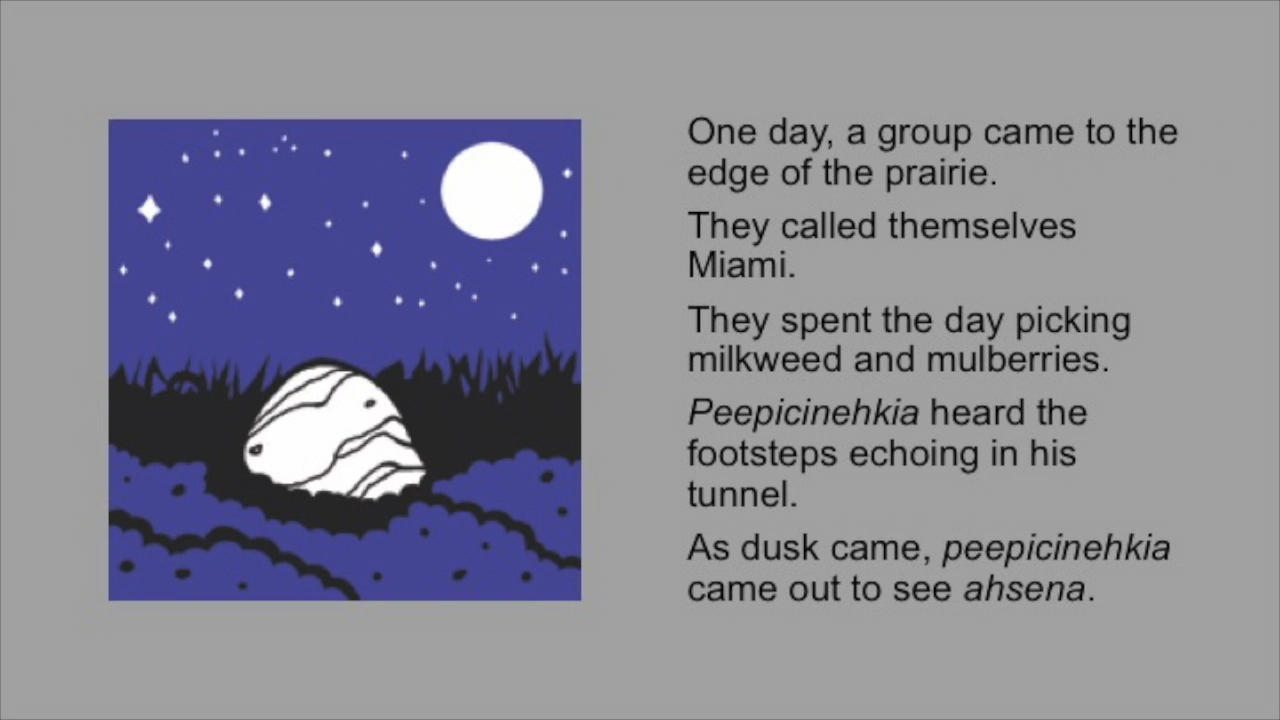 One day, a group came to the
edge of the prairie.
They called themselves
Miami.
They spent the day picking
milkweed and mulberries.
Peepicinehkia heard the
footsteps echoing in his
tunnel.
As dusk came, peepicinehkia
came out to see ahsena.